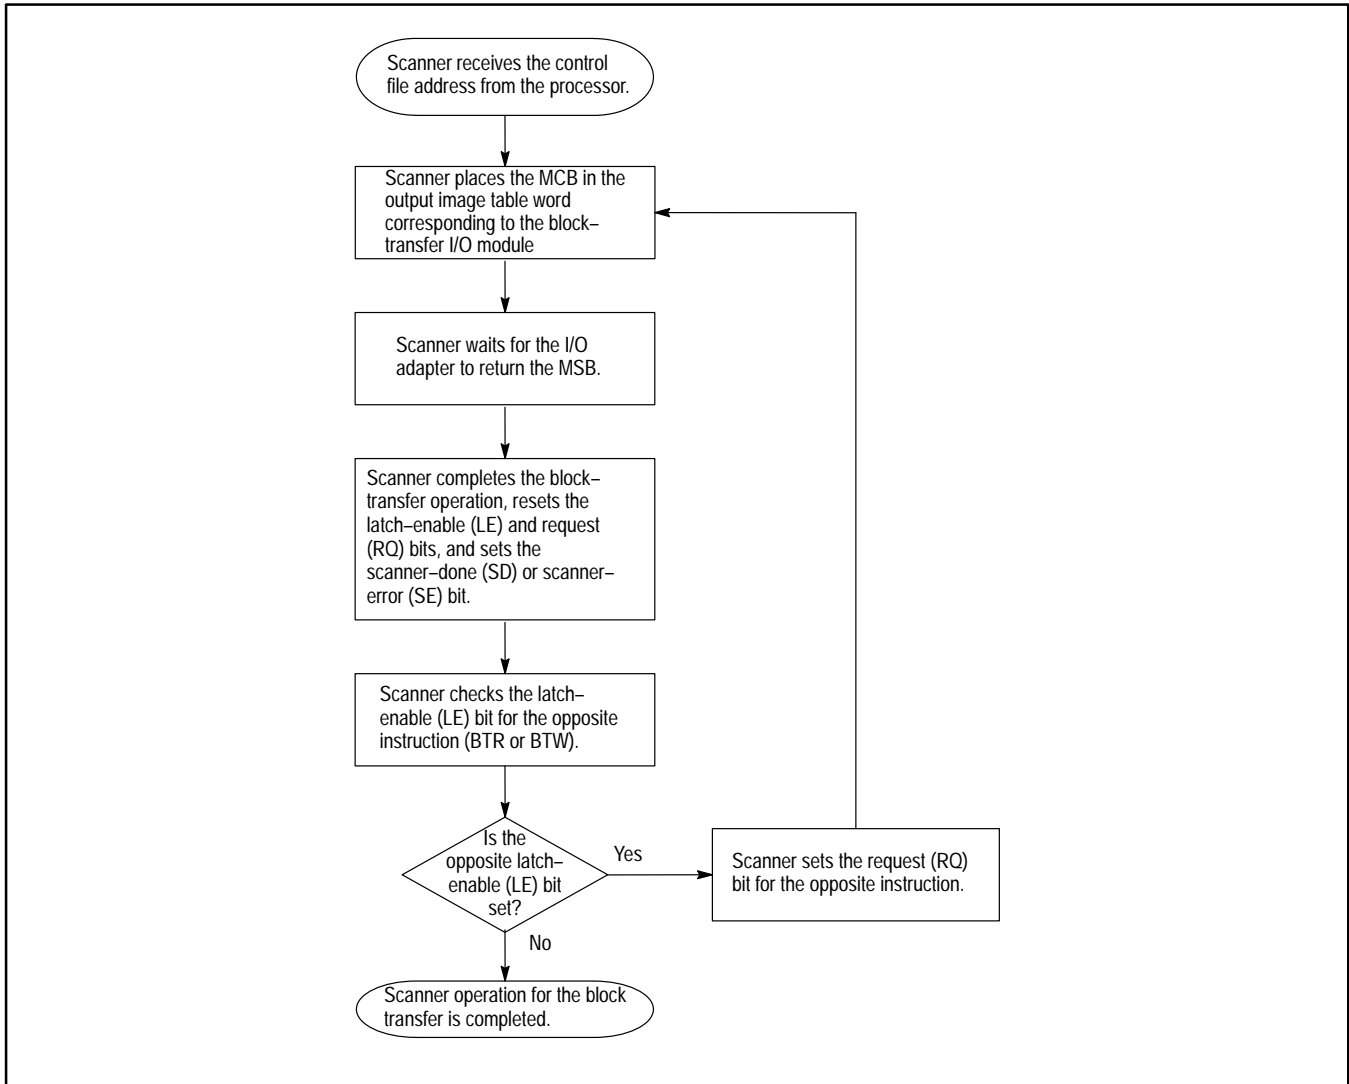 Scanner receives the control
file address from the processor.
Scanner places the MCB in the
output image table word
corresponding to the block–
transfer I/O module
Scanner waits for the I/O
adapter to return the MSB.
Scanner completes the block–
transfer operation, resets the
latch–enable (LE) and request
(RQ) bits, and sets the
scanner–done (SD) or scanner–
error (SE) bit.
Scanner checks the latch–
enable (LE) bit for the opposite
instruction (BTR or BTW).
Is the
opposite latch–
enable (LE) bit
set?
Yes
Scanner sets the request (RQ)
bit for the opposite instruction.
No
Scanner operation for the block
transfer is completed.